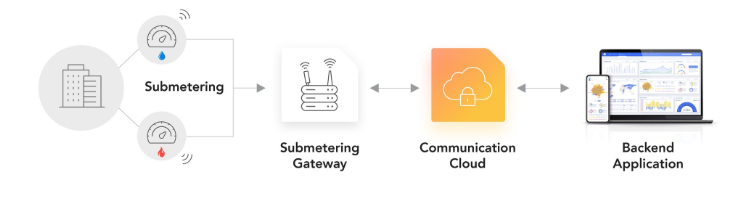 Submetering
Submetering
Gateway
Communication
Cloud
Backend
Application